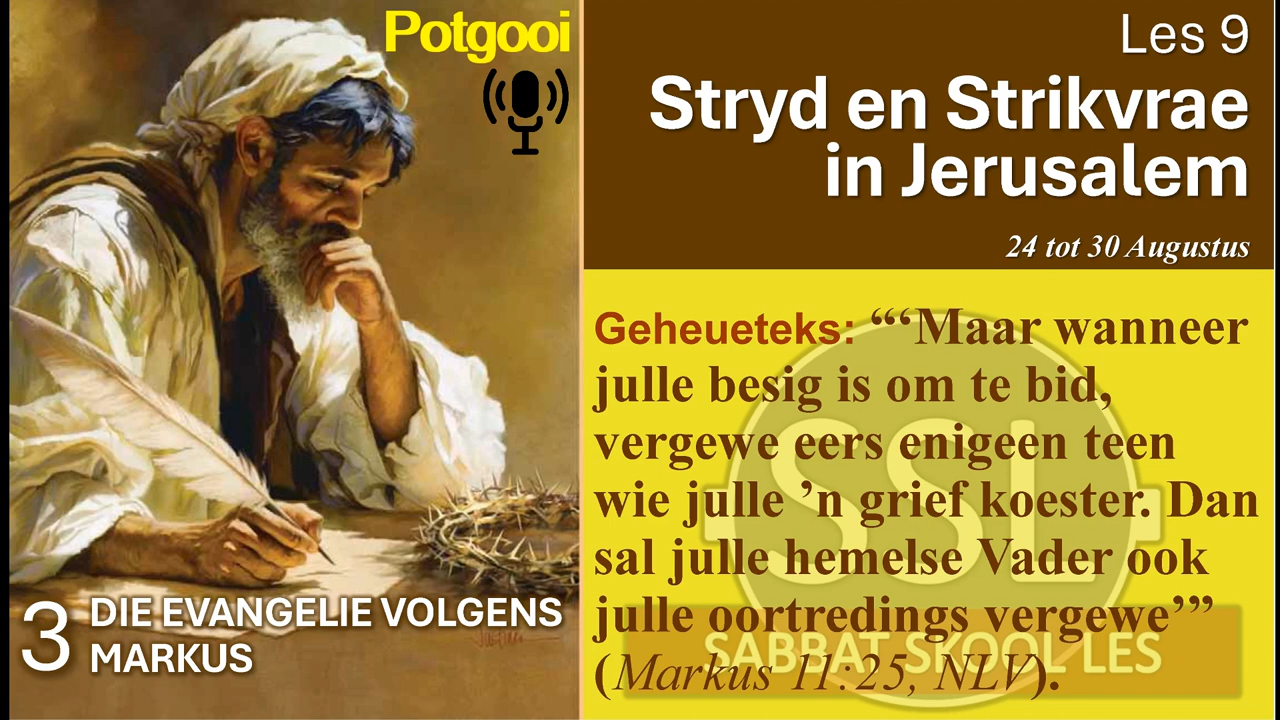 Potgooi
3 DIE EVANGELIE VOLGENS
MARKUS
Les 9
Stryd en Strikvrae
in Jerusalem
24 tot 30 Augustus
Geheueteks: “‘Maar wanneer
julle besig is om te bid,
vergewe eers enigeen teen
wie julle ’n grief koester. Dan
sal julle hemelse Vader ook
julle oortredings vergewe’”
(Markus 11:25, NLV).
SSL
SABBAT SKOOL LES